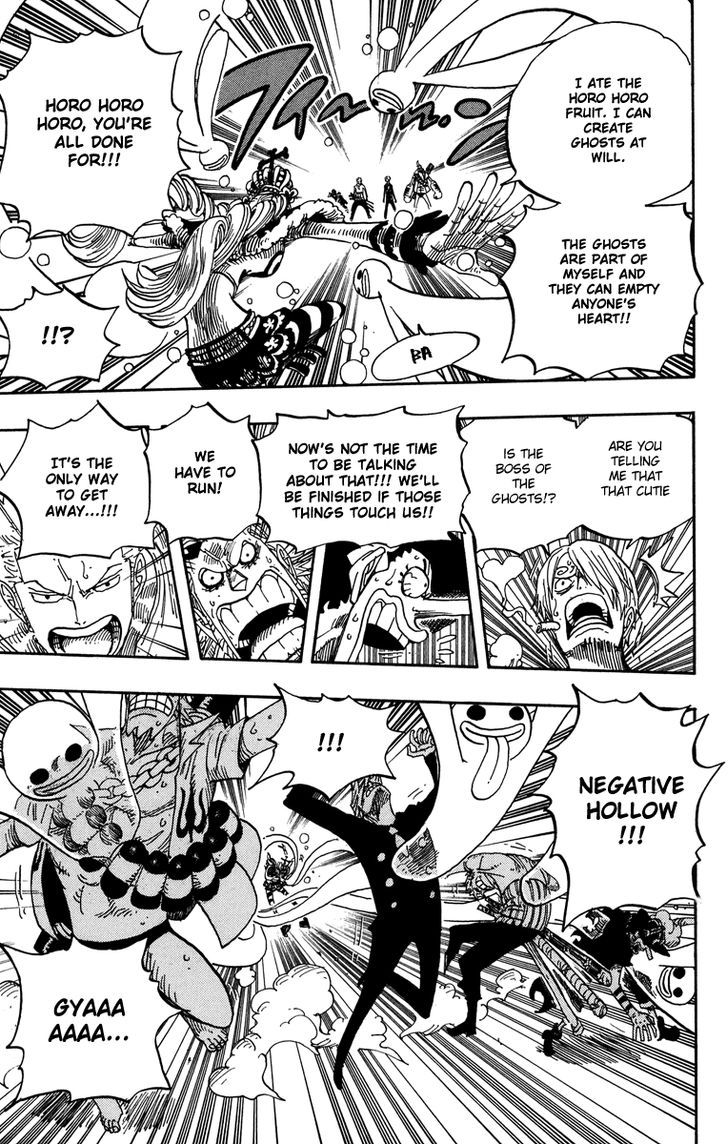 I ATE THE
HORO HORO
FRUIT. I CAN
CREATE
GHOSTS AT
WILL.
THE GHOSTS
ARE PART OF
MYSELF AND
THEY CAN EMPTY
ANYONE'S
HEART!!
HORO HORO
HORO, YOU'RE
ALL DONE
FOR!!!
!!?
ARE YOU
TELLING
ME THAT
THAT CUTIE
IS THE
BOSS OF
THE
GHOSTS!?
NOW'S NOT THE TIME
TO BE TALKING
ABOUT THAT!!! WE'LL
BE FINISHED IF THOSE
THINGS TOUCH US!!
WE
HAVE TO
RUN!
IT'S THE
ONLY WAY
TO GET
AWAY...!!!
NEGATIVE
HOLLOW
!!!
!!!
GYAAA
AAAA...